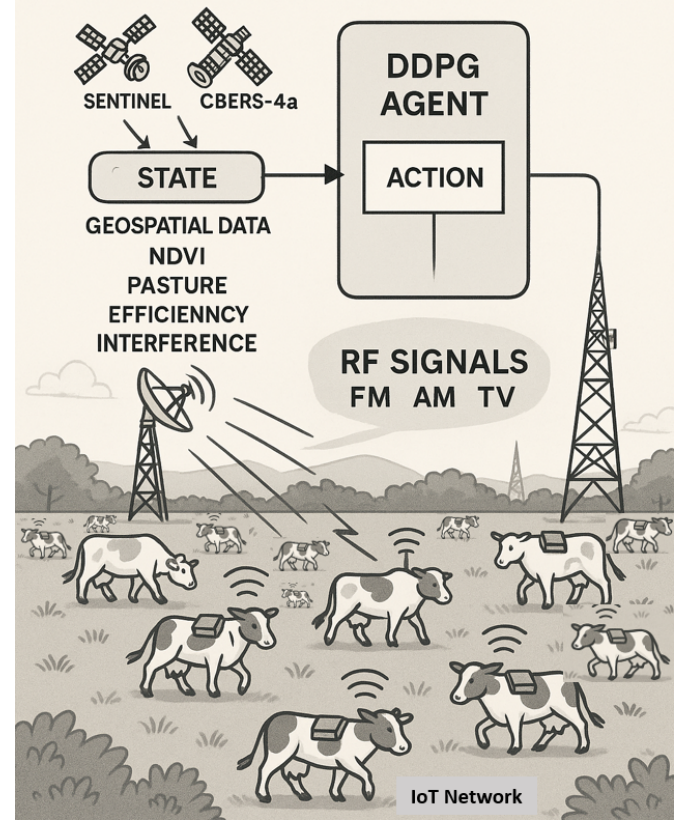 SENTINEL CBERS-4a
STATE
GEOSPATIAL DATA
NDVI
PASTURE
EFFICIENNCY
INTERFERENCE
DDPG
AGENT
ACTION
RF SIGNALS
FM AM TV
IoT Network